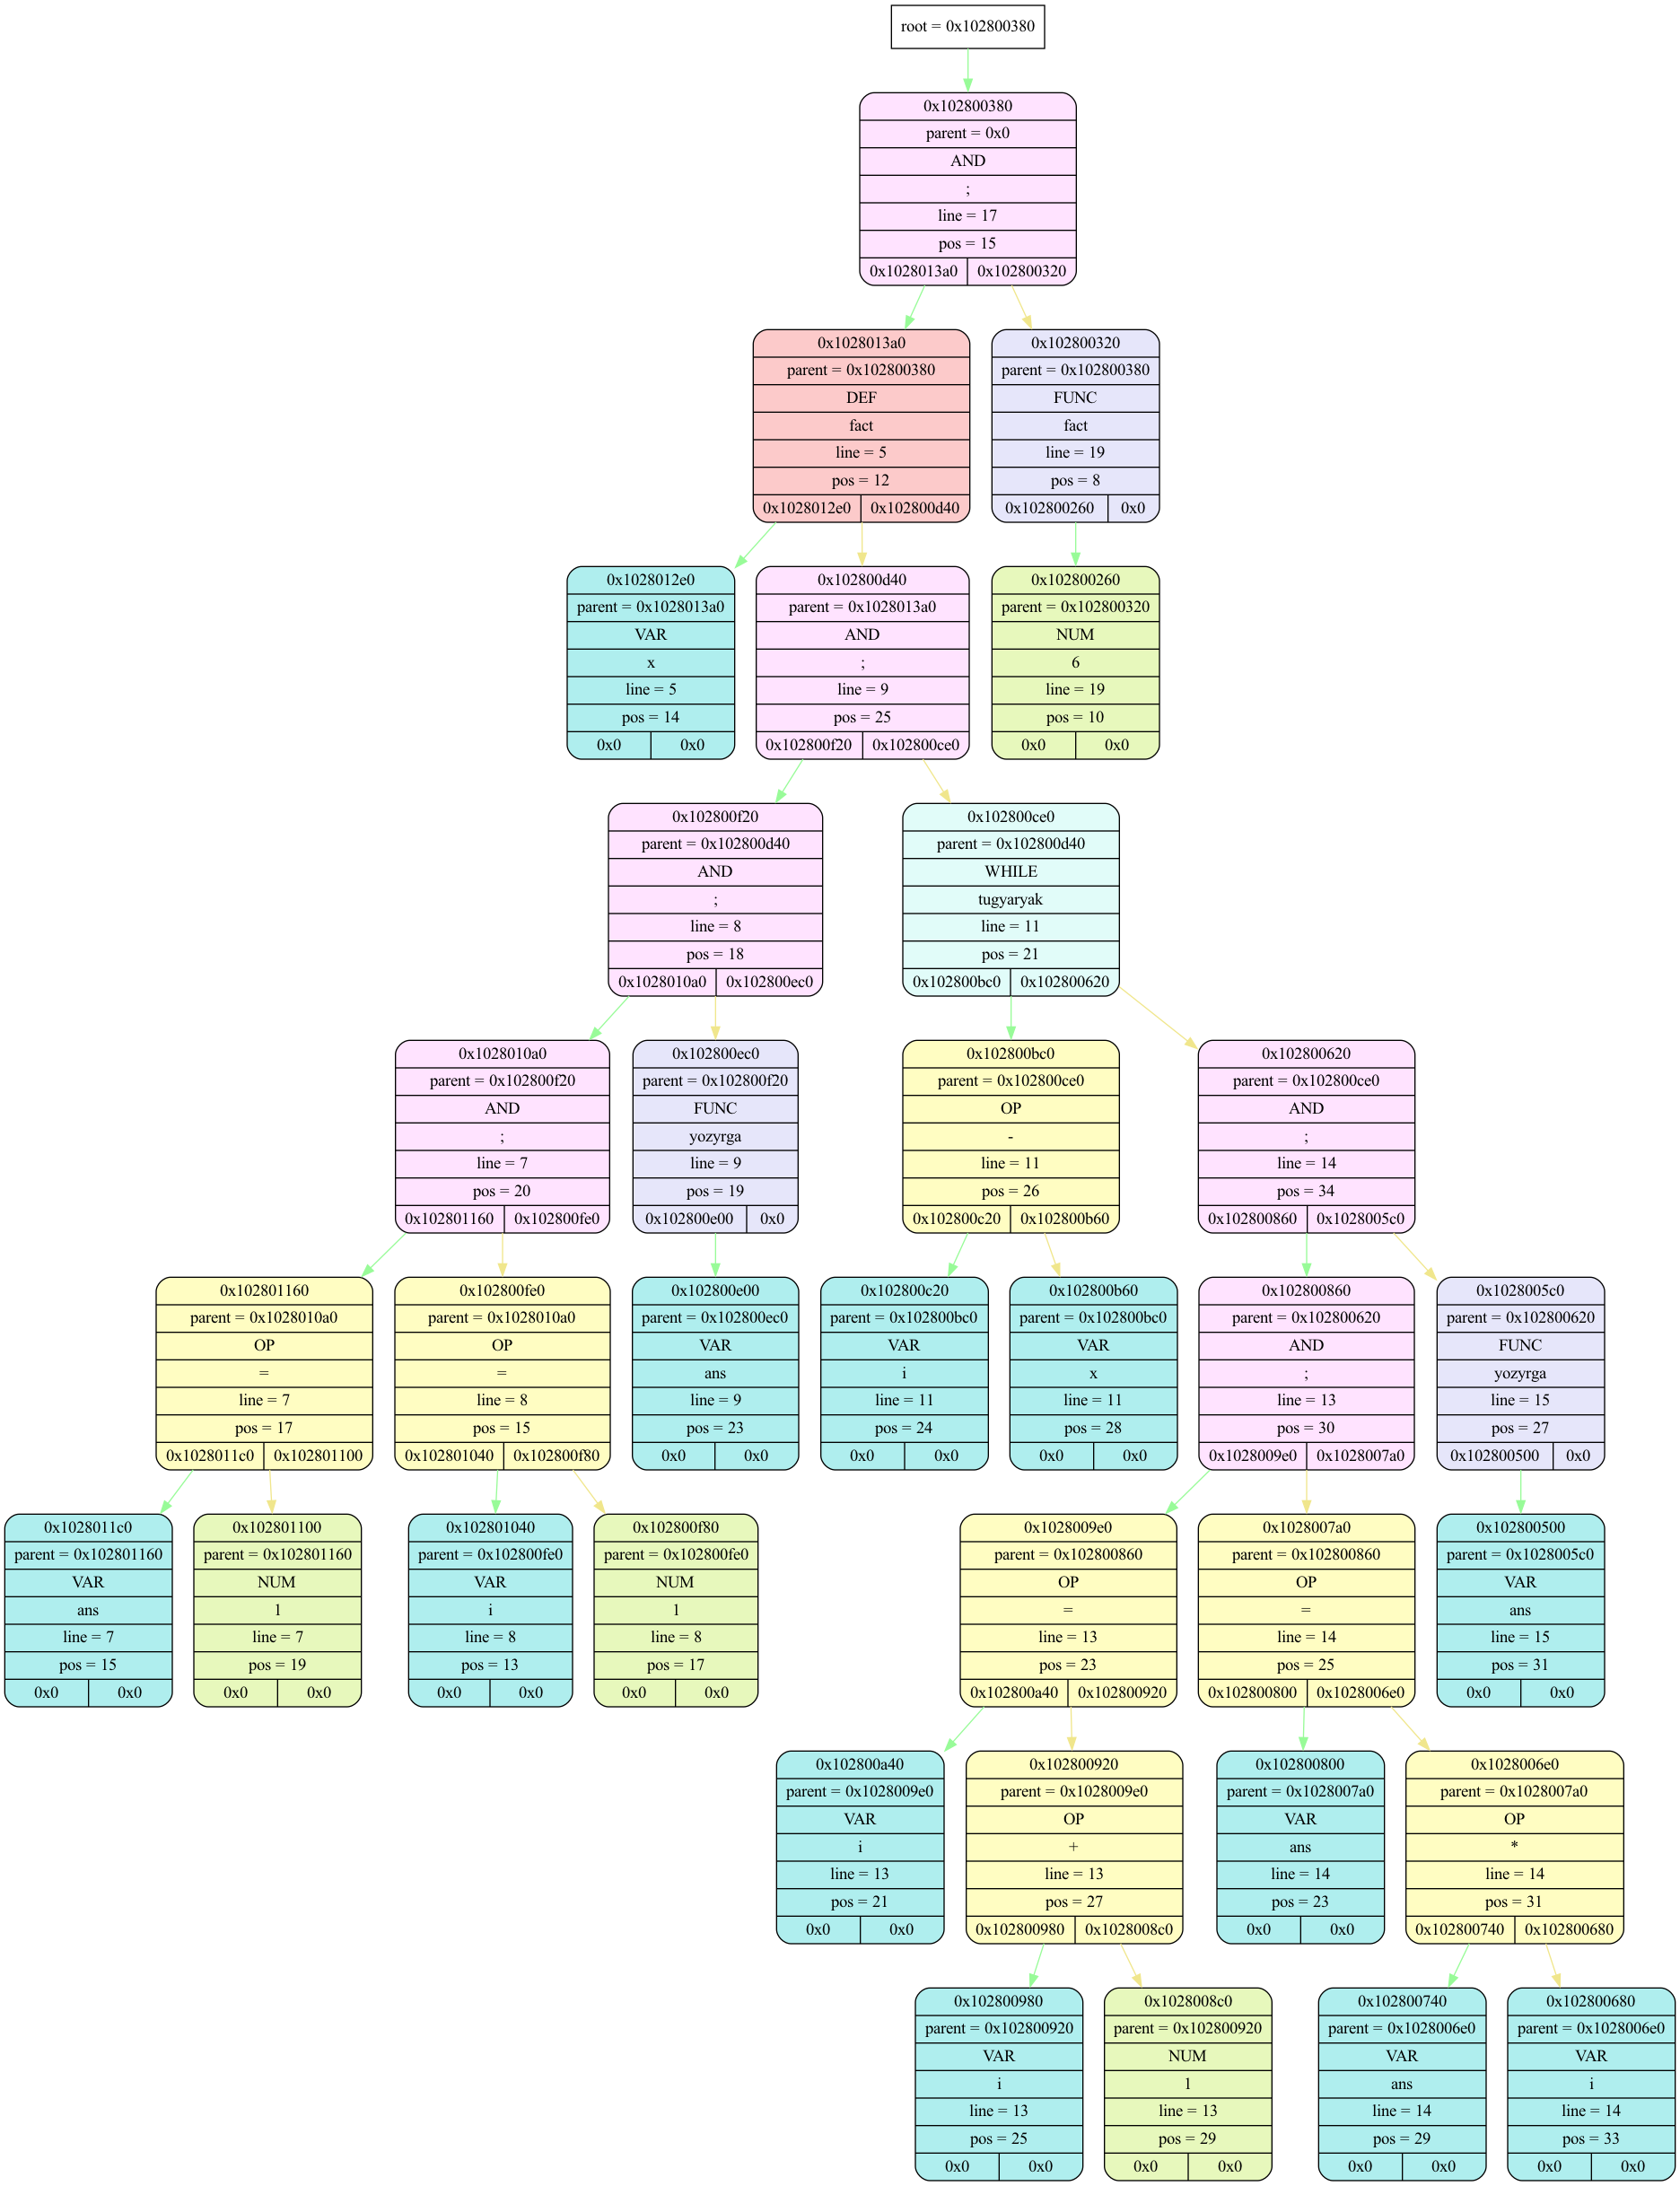 root = 0x102800380
0x102800380
parent = 0x0
AND
;
line = 17
pos = 15
0x1028013a0 0x102800320
0x1028013a0
parent = 0x102800380
DEF
fact
line = 5
pos = 12
0x1028012e0 0x102800d40
0x102800320
parent = 0x102800380
FUNC
fact
line = 19
pos = 8
0x102800260 0x0
0x1028012e0
parent = 0x1028013a0
VAR
x
line = 5
pos = 14
0x0 0x0
0x102800d40
parent = 0x1028013a0
AND
;
line = 9
pos = 25
0x102800f20 0x102800ce0
0x102800260
parent = 0x102800320
NUM
6
line = 19
pos = 10
0x0 0x0
0x102800f20
parent = 0x102800d40
AND
;
line = 8
pos = 18
0x1028010a0 0x102800ec0
0x102800ce0
parent = 0x102800d40
WHILE
tugyaryak
line = 11
pos = 21
0x102800bc0 0x102800620
0x1028010a0
parent = 0x102800f20
AND
;
line = 7
pos = 20
0x102801160 0x102800fe0
0x102800ec0
parent = 0x102800f20
FUNC
yozyrga
line = 9
pos = 19
0x102800e00 0x0
0x102800bc0
parent = 0x102800ce0
OP
-
line = 11
pos = 26
0x102800c20 0x102800b60
0x102800620
parent = 0x102800ce0
AND
;
line = 14
pos = 34
0x102800860 0x1028005c0
0x102801160
parent = 0x1028010a0
OP
=
line = 7
pos = 17
0x1028011c0 0x102801100
0x102800fe0
parent = 0x1028010a0
OP
=
line = 8
pos = 15
0x102801040 0x102800f80
0x102800e00
parent = 0x102800ec0
VAR
ans
line = 9
pos = 23
0x0 0x0
0x102800c20
parent = 0x102800bc0
VAR
i
line = 11
pos = 24
0x0 0x0
0x102800b60
parent = 0x102800bc0
VAR
x
line = 11
pos = 28
0x0 0x0
0x102800860
parent = 0x102800620
AND
;
line = 13
pos = 30
0x1028009e0 0x1028007a0
0x1028005c0
parent = 0x102800620
FUNC
yozyrga
line = 15
pos = 27
0x102800500 0x0
0x1028011c0
parent = 0x102801160
VAR
ans
line = 7
pos = 15
0x0 0x0
0x102801100
parent = 0x102801160
NUM
1
line = 7
pos = 19
0x0 0x0
0x102801040
parent = 0x102800fe0
VAR
i
line = 8
pos = 13
0x0 0x0
0x102800f80
parent = 0x102800fe0
NUM
1
line = 8
pos = 17
0x0 0x0
0x1028009e0
parent = 0x102800860
OP
=
line = 13
pos = 23
0x102800a40 0x102800920
0x1028007a0
parent = 0x102800860
OP
=
line = 14
pos = 25
0x102800800 0x1028006e0
0x102800500
parent = 0x1028005c0
VAR
ans
line = 15
pos = 31
0x0 0x0
0x102800a40
parent = 0x1028009e0
VAR
i
line = 13
pos = 21
0x0 0x0
0x102800920
parent = 0x1028009e0
OP
+
line = 13
pos = 27
0x102800980 0x1028008c0
0x102800800
parent = 0x1028007a0
VAR
ans
line = 14
pos = 23
0x0 0x0
0x1028006e0
parent = 0x1028007a0
OP
*
line = 14
pos = 31
0x102800740 0x102800680
0x102800980
parent = 0x102800920
VAR
i
line = 13
pos = 25
0x0 0x0
0x1028008c0
parent = 0x102800920
NUM
1
line = 13
pos = 29
0x0 0x0
0x102800740
parent = 0x1028006e0
VAR
ans
line = 14
pos = 29
0x0 0x0
0x102800680
parent = 0x1028006e0
VAR
i
line = 14
pos = 33
0x0 0x0